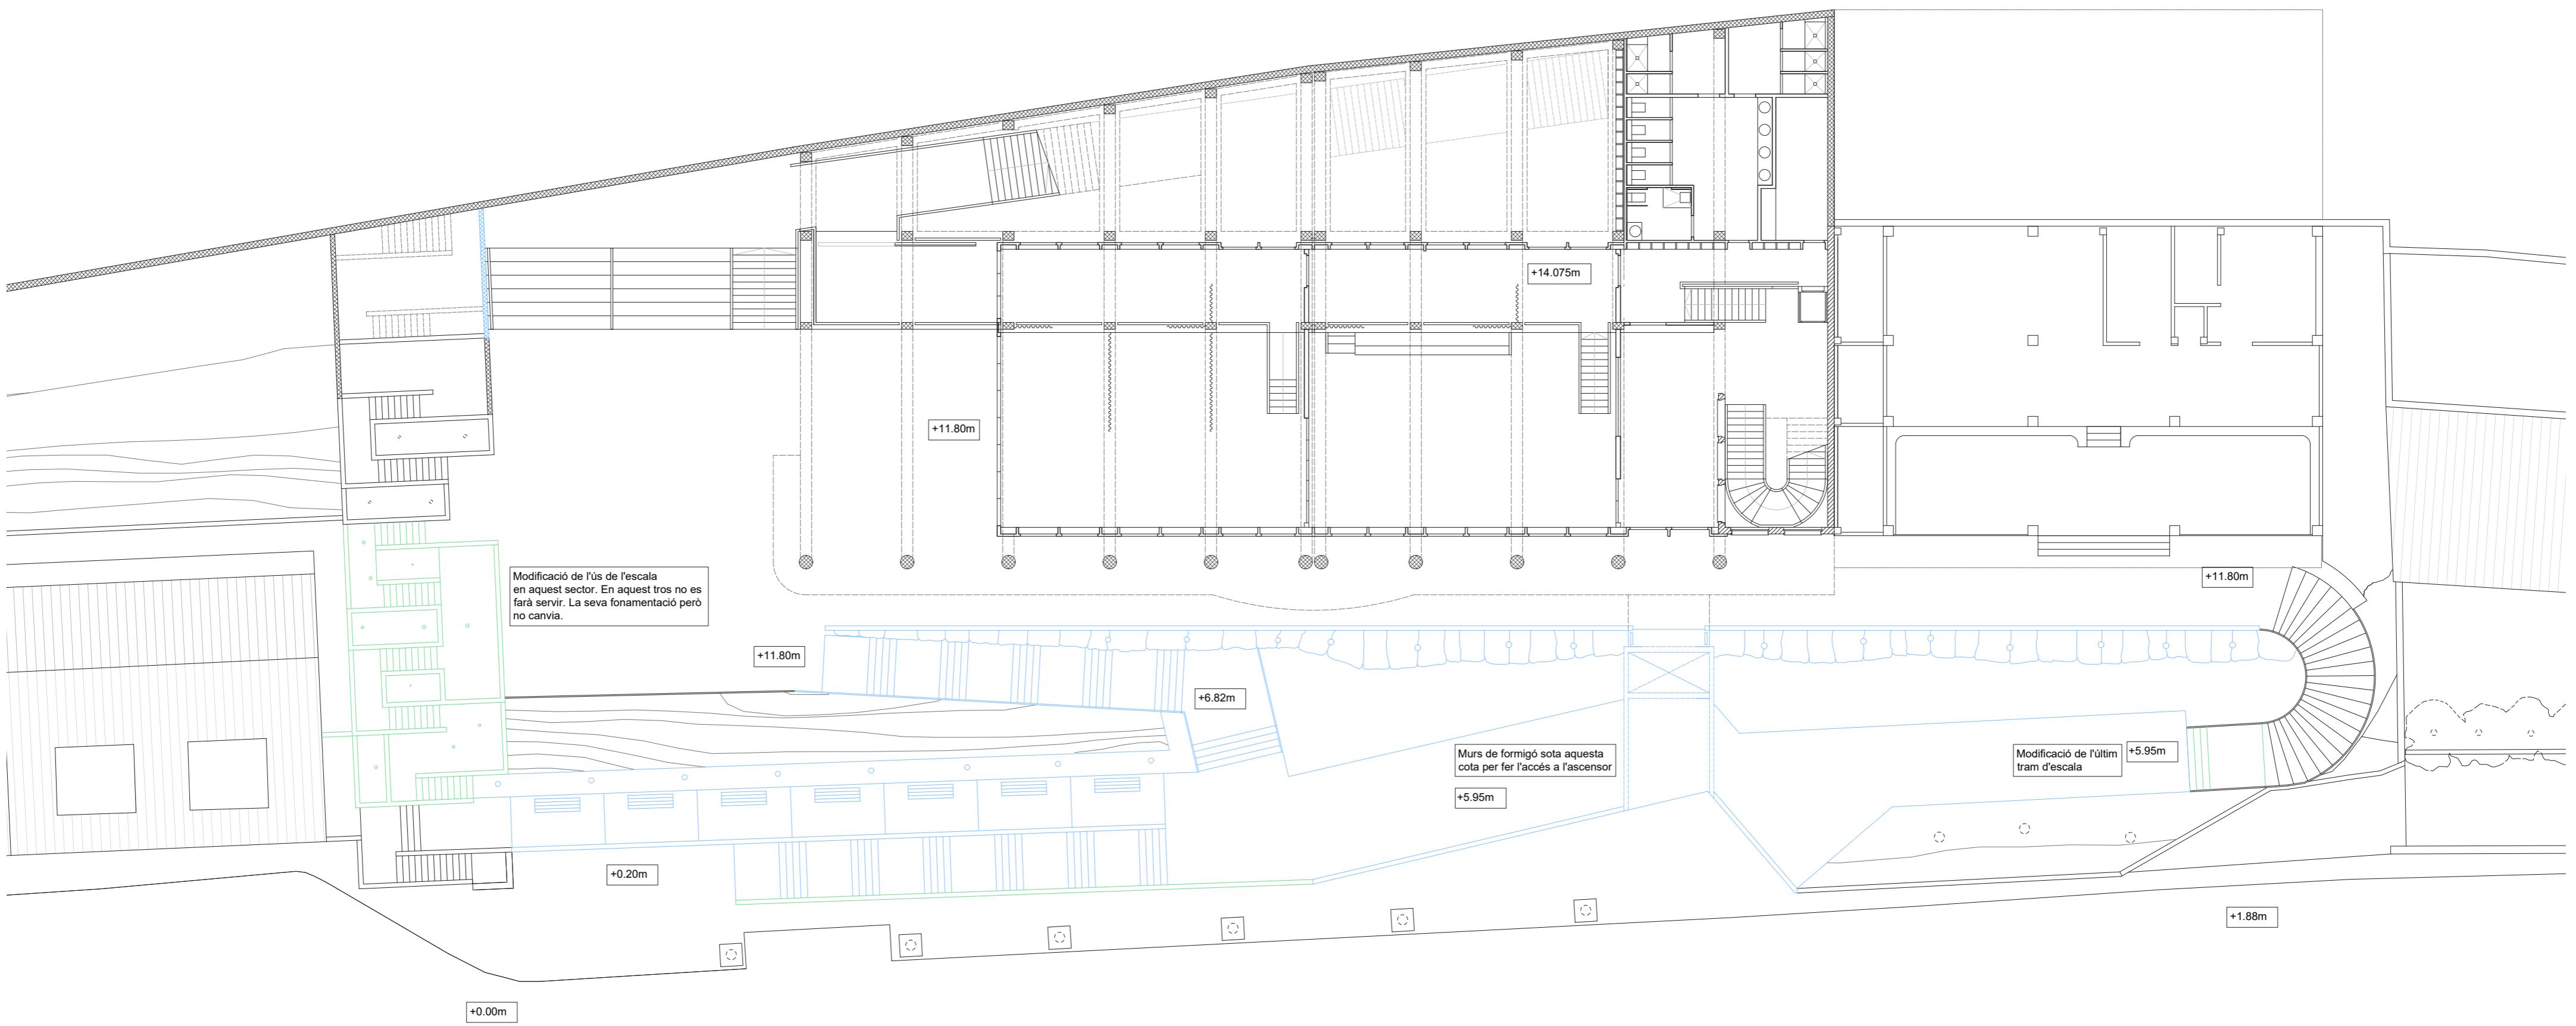 +14.075m
+11.80m
Modificació de l'ús de l'escala
en aquest sector. En aquest tros no es
farà servir. La seva fonamentació però
no canvia.
+11.80m
+11.80m
+6.82m
Murs de formigó sota aquesta
cota per fer l'accés a l'ascensor
+5.95m
Modificació de l'últim
tram d'escala
+5.95m
+0.20m
+1.88m
+0.00m